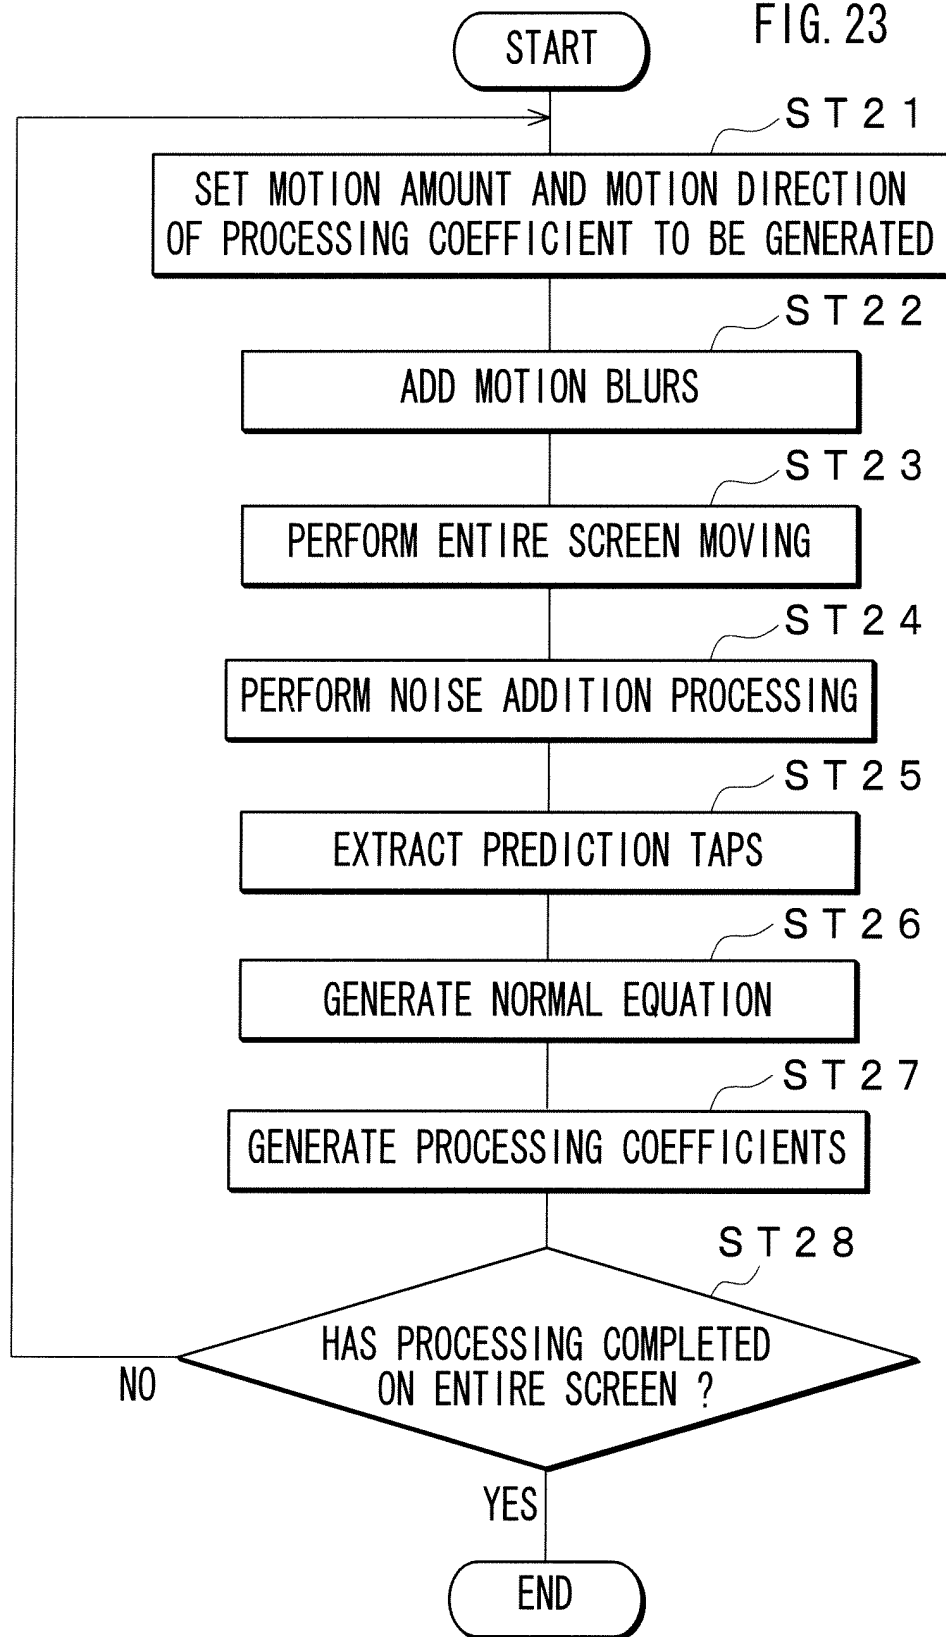 FIG. 23
START
ST21
SET MOTION AMOUNT AND MOTION DIRECTION
OF PROCESSING COEFFICIENT TO BE GENERATED
ST22
ADD MOTION BLURS
ST23
PERFORM ENTIRE SCREEN MOVING
ST24
PERFORM NOISE ADDITION PROCESSING
ST25
EXTRACT PREDICTION TAPS
ST26
GENERATE NORMAL EQUATION
ST27
GENERATE PROCESSING COEFFICIENTS
ST28
HAS PROCESSING COMPLETED
ON ENTIRE SCREEN ?
NO
YES
END